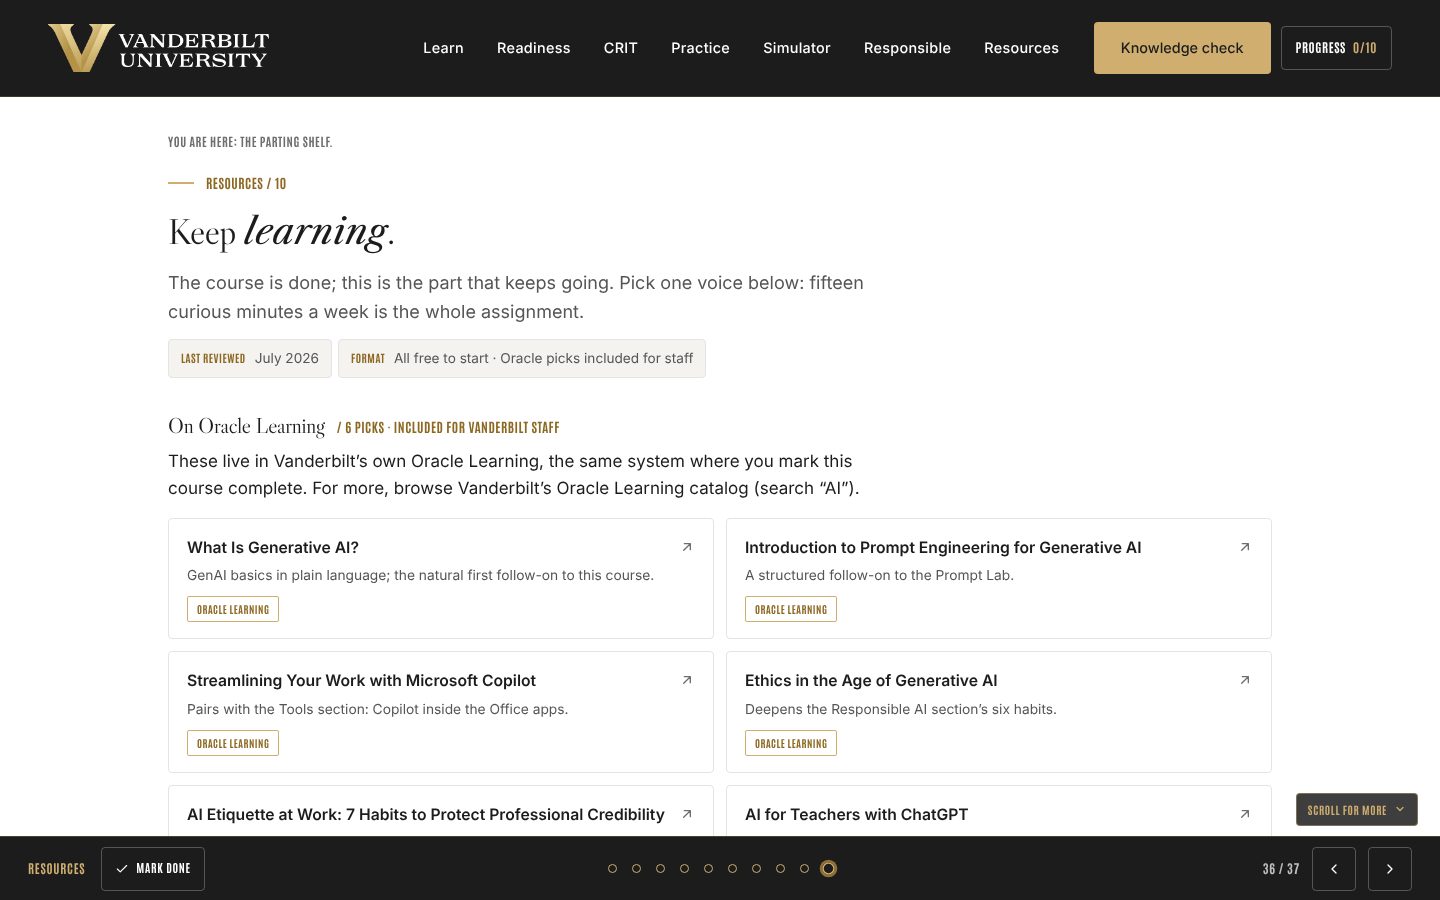 VANDERBILT
UNIVERSITY
Learn
Readiness
CRIT
Practice
Simulator
Responsible
Resources
Knowledge check
PROGRESS 0/10
YOU ARE HERE: THE PARTING SHELF.
RESOURCES / 10
Keep learning.
The course is done; this is the part that keeps going. Pick one voice below: fifteen
curious minutes a week is the whole assignment.
LAST REVIEWED July 2026
FORMAT All free to start · Oracle picks included for staff
On Oracle Learning / 6 PICKS · INCLUDED FOR VANDERBILT STAFF
These live in Vanderbilt’s own Oracle Learning, the same system where you mark this
course complete. For more, browse Vanderbilt’s Oracle Learning catalog (search “AI”).
What Is Generative AI?
GenAI basics in plain language; the natural first follow-on to this course.
ORACLE LEARNING
Introduction to Prompt Engineering for Generative AI
A structured follow-on to the Prompt Lab.
ORACLE LEARNING
Streamlining Your Work with Microsoft Copilot
Pairs with the Tools section: Copilot inside the Office apps.
ORACLE LEARNING
Ethics in the Age of Generative AI
Deepens the Responsible AI section’s six habits.
ORACLE LEARNING
AI Etiquette at Work: 7 Habits to Protect Professional Credibility
AI for Teachers with ChatGPT
SCROLL FOR MORE
RESOURCES
MARK DONE
36 / 37